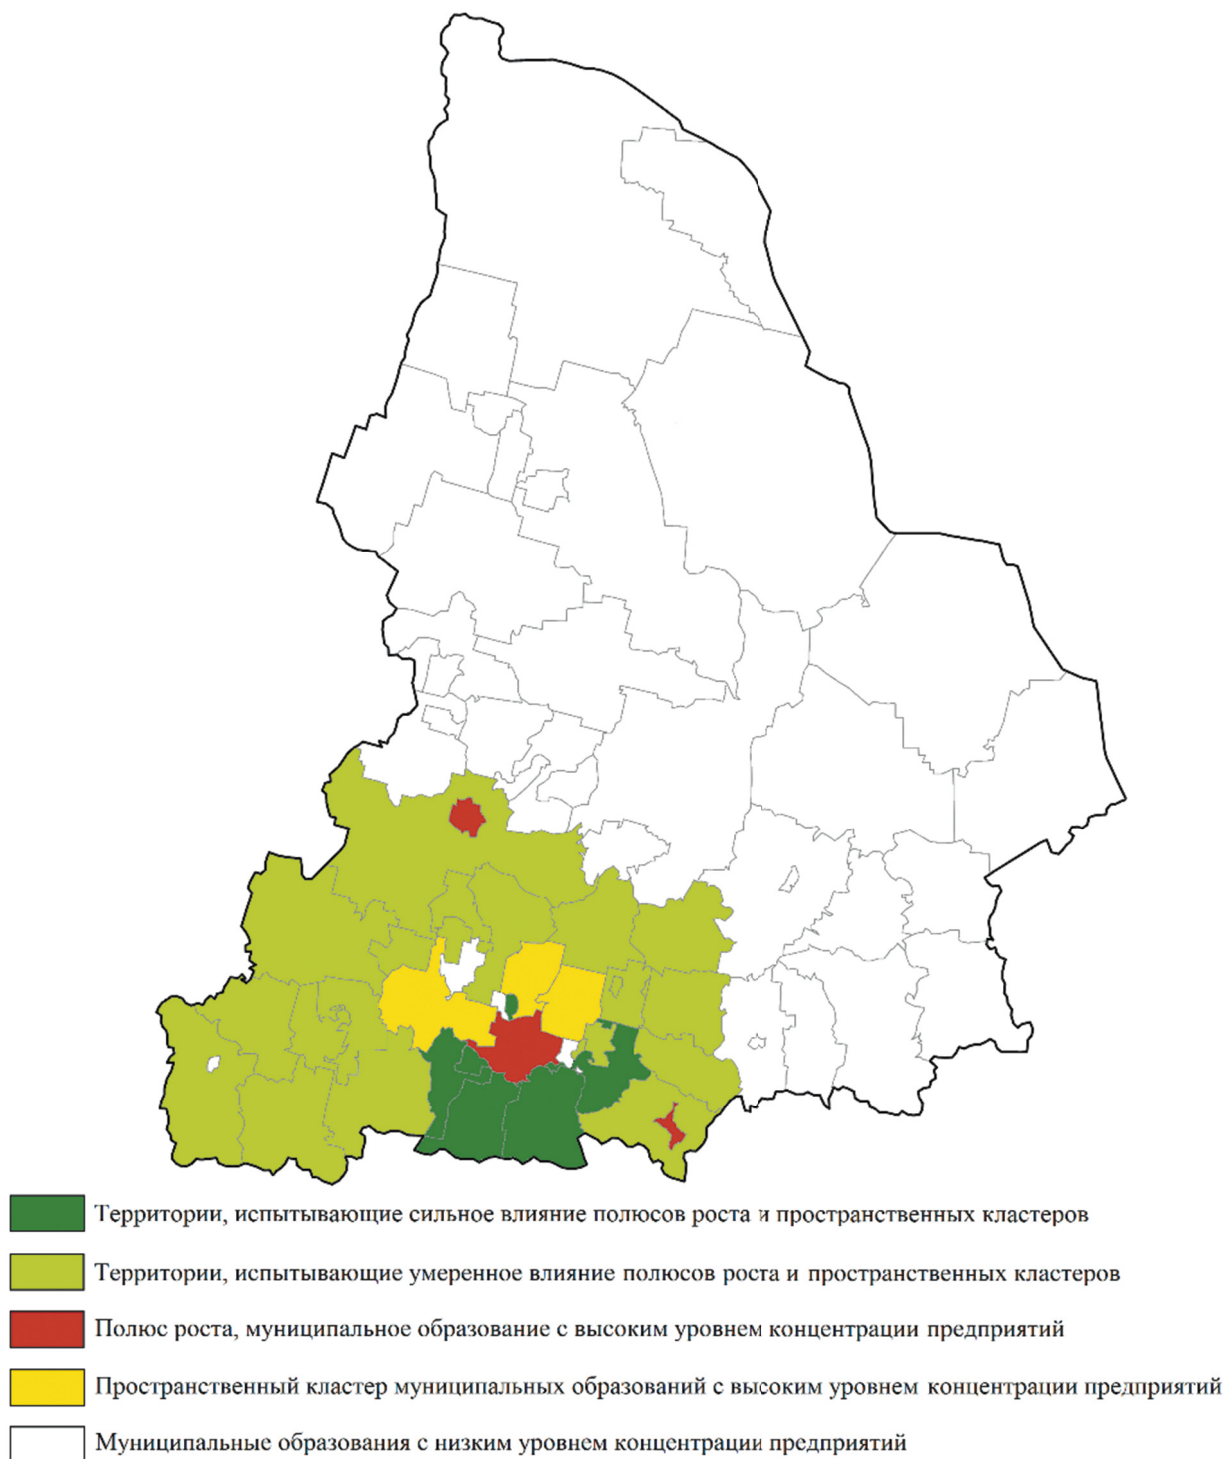 Территории, испытывающие сильное влияние полюсов роста и пространственных кластеров
Территории, испытывающие умеренное влияние полюсов роста и пространственных кластеров
Полюс роста, муниципальное образование с высоким уровнем концентрации предприятий
Пространственный кластер муниципальных образований с высоким уровнем концентрации предприятий
Муниципальные образования с низким уровнем концентрации предприятий